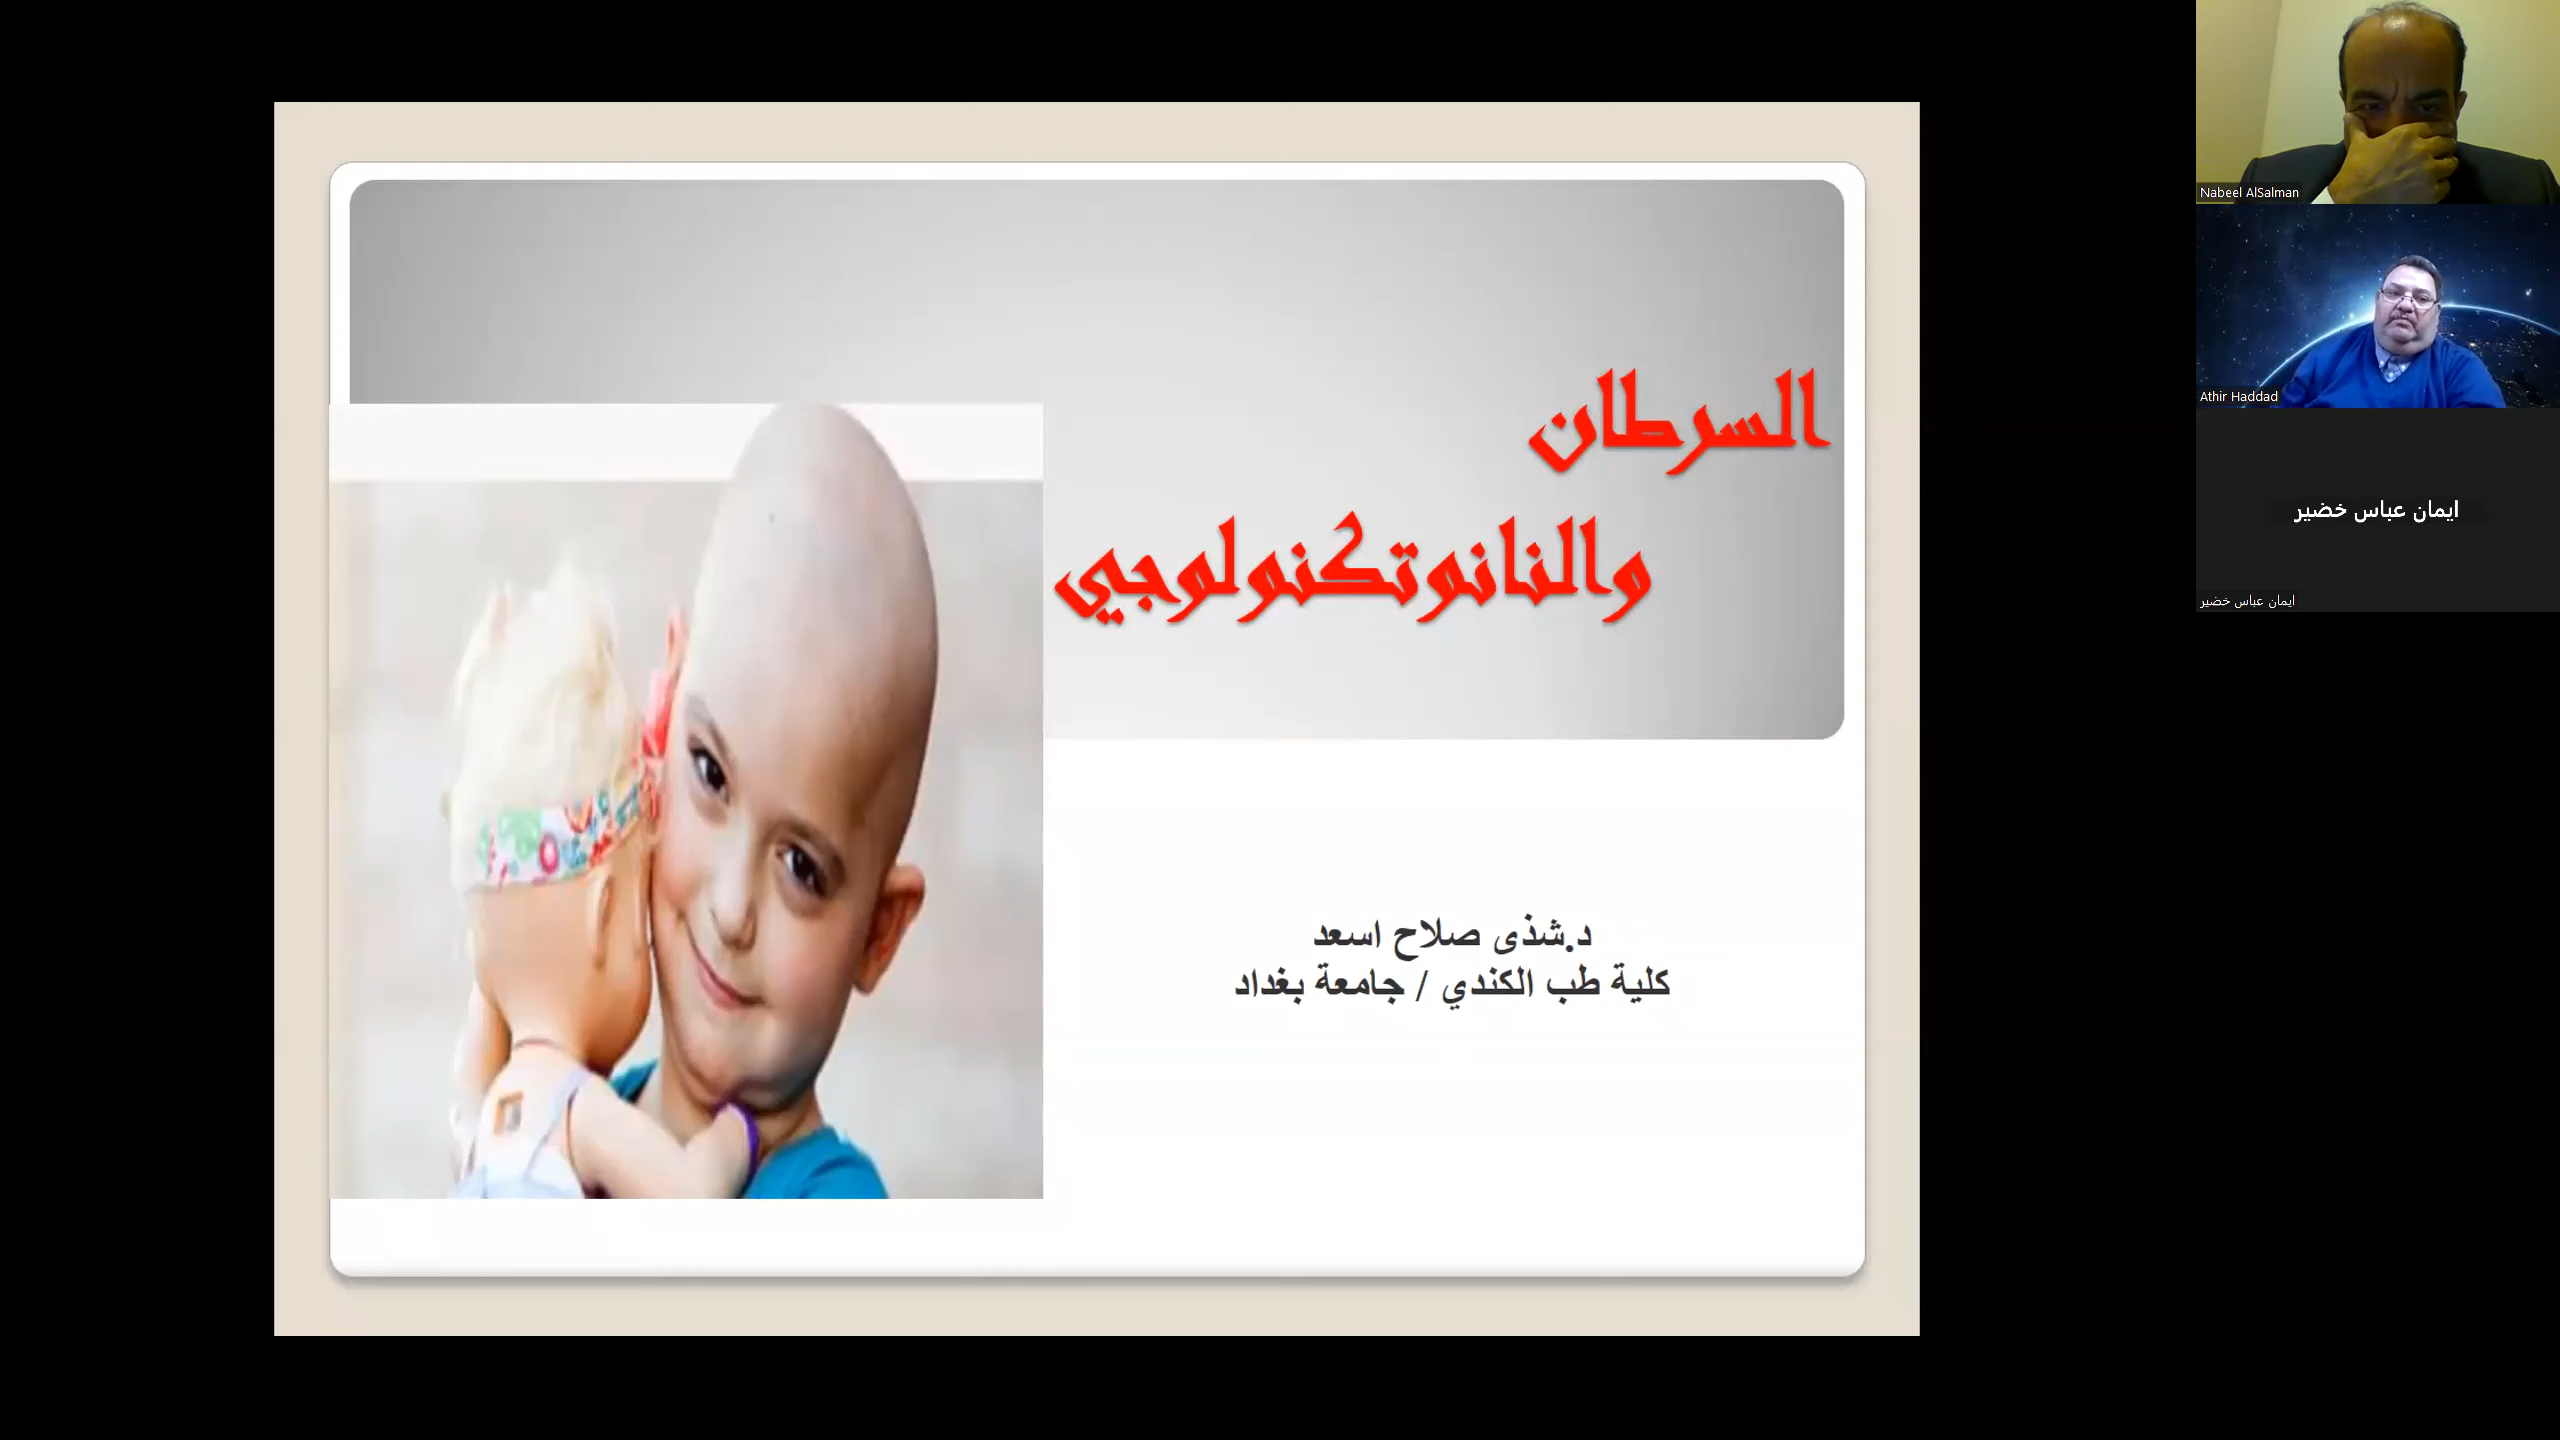 السرطان
والنانوتكنولوجي
د.شذى صلاح اسعد
كلية طب الكندي / جامعة بغداد
Nabeel AlSalman
Athir Haddad
ايمان عباس خضير
ايمان عباس خضير